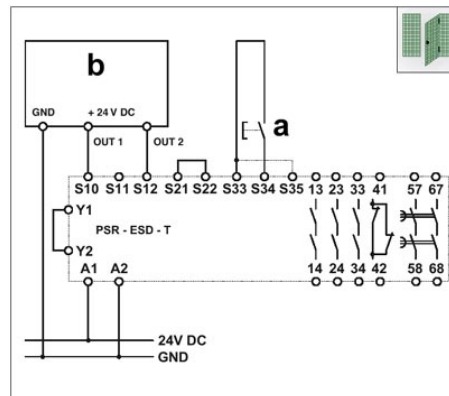 b
GND
+ 24 V DC
OUT 1
OUT 2
a
S10 S11 S12 S21 S22 S33 S34 S35 13 23 33 41 57 67
Y1
PSR - ESD - T
Y2
A1 A2
14 24 34 42 58 68
24V DC
GND